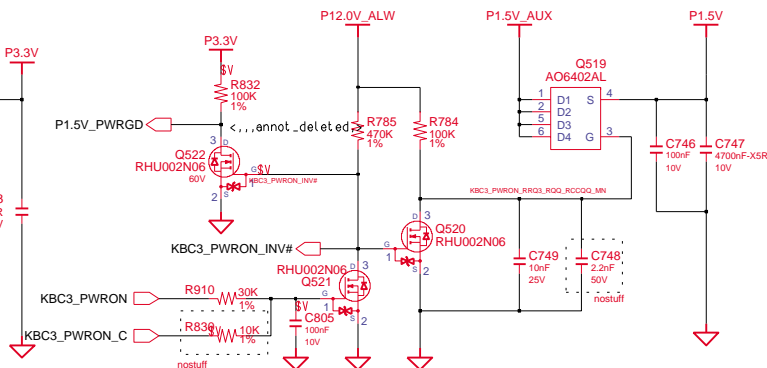 P12.0V_ALW
P1.5V_AUX
P1.5V
P3.3V
P3.3V
$V
R832
100K
1%
P1.5V_PWRGD
<,,,annot_deleted>
R785
470K
1%
R784
100K
1%
Q519
AO6402AL
1 D1 S 4
2 D2
5 D3
6 D4 G 3
C746
100nF
10V
C747
4700nF-X5R
10V
3 D
Q522
RHU002N06
60V
G $V
1
KBC3_PWRON_INV#
S
2
KBC3_PWRON_RRQ3_RQQ_RCCQQ_MN
D 3
Q520
RHU002N06
G
1
S
2
KBC3_PWRON_INV#
C749
10nF
25V
C748
2.2nF
50V
nostuff
RHU002N06
Q521
D 3
G
1
S
2
KBC3_PWRON
R910
30K
1%
$V
C805
100nF
10V
KBC3_PWRON_C
$V
10K
1%
nostuff